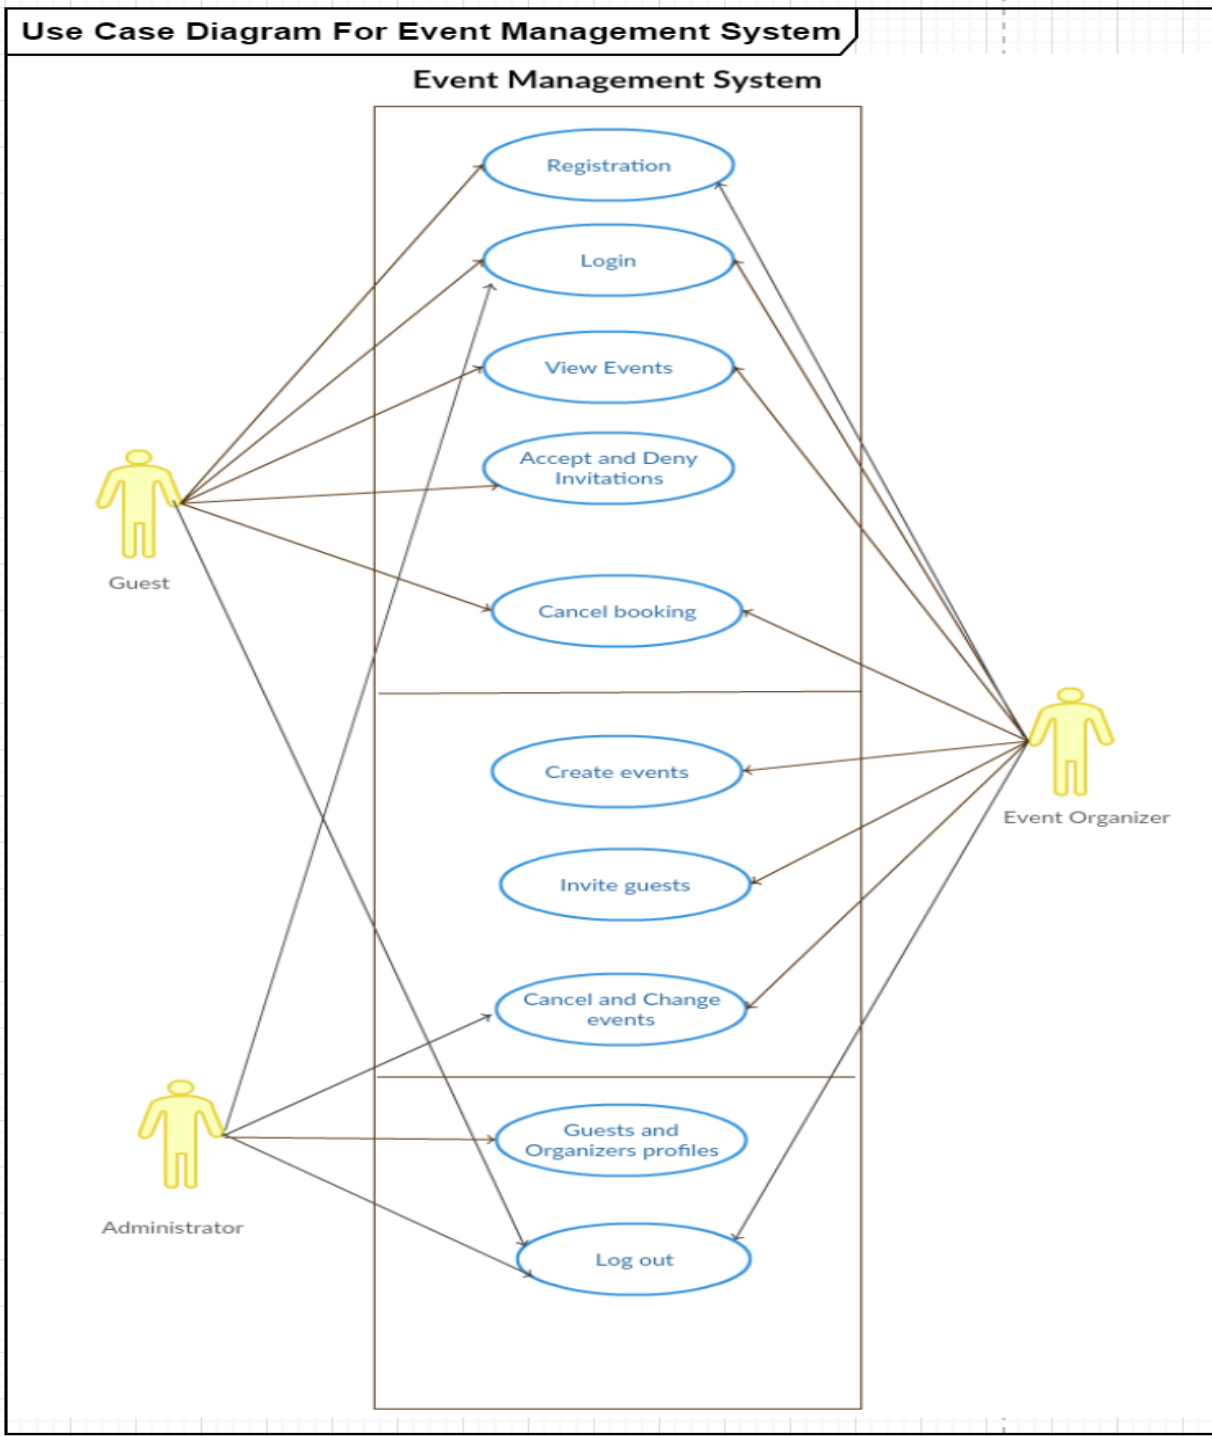 Use Case Diagram For Event Management System
Event Management System
Registration
Login
View Events
Accept and Deny
Invitations
Guest
Cancel booking
Create events
Event Organizer
Invite guests
Cancel and Change
events
Guests and
Organizers profiles
Administrator
Log out